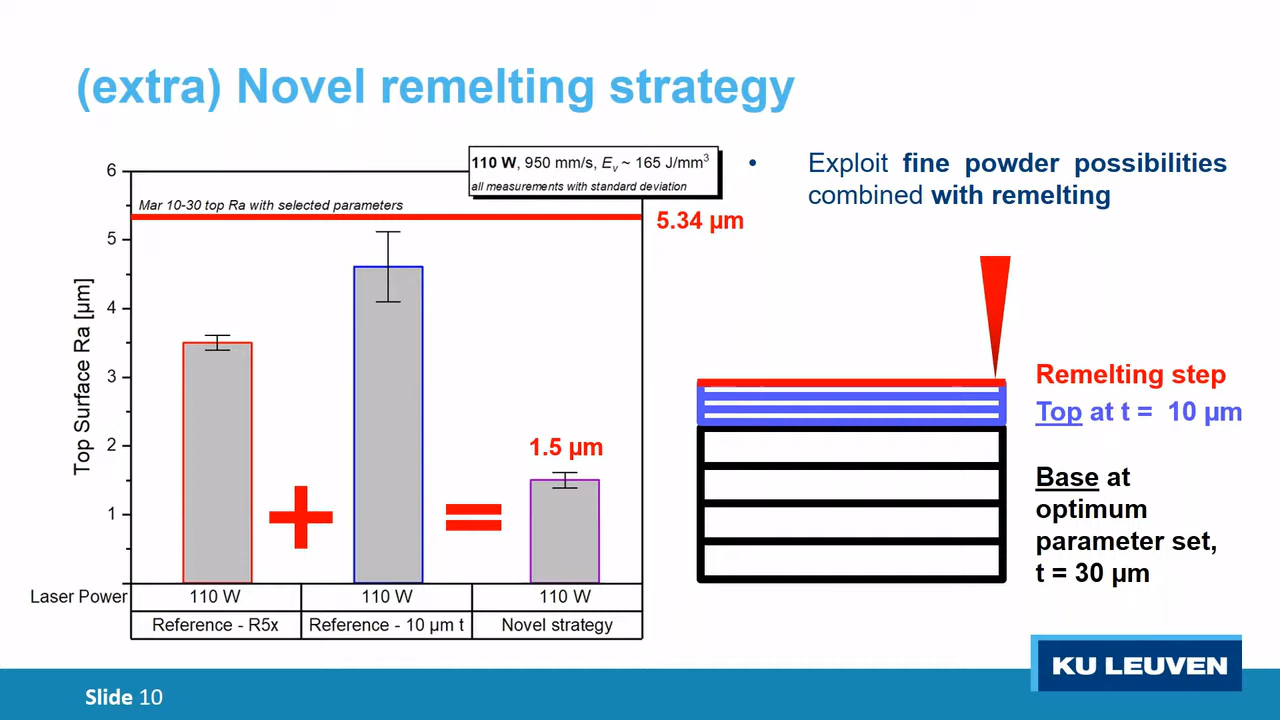 (extra) Novel remelting strategy
110 W, 950 mm/s, Ev ~ 165 J/mm3
all measurements with standard deviation
Mar 10-30 top Ra with selected parameters
5.34 µm
6
5
4
3
2
1
Top Surface Ra [µm]
1.5 µm
+
=
Laser Power
110 W
110 W
110 W
Reference - R5x
Reference - 10 µm t
Novel strategy
• Exploit fine powder possibilities
combined with remelting
Remelting step
Top at t = 10 µm
Base at
optimum
parameter set,
t = 30 µm
KU LEUVEN
Slide 10